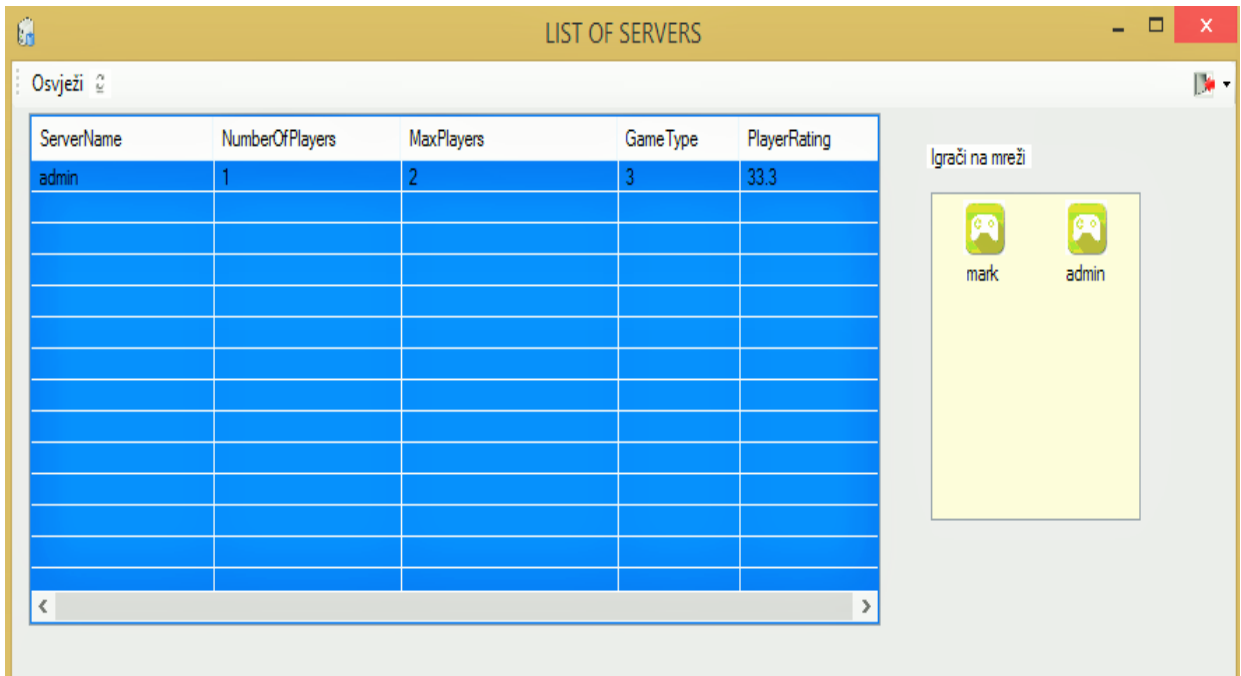 LIST OF SERVERS
Osvježi
ServerName NumberOfPlayers MaxPlayers GameType PlayerRating
admin 1 2 3 33.3
Igrači na mreži
mark admin